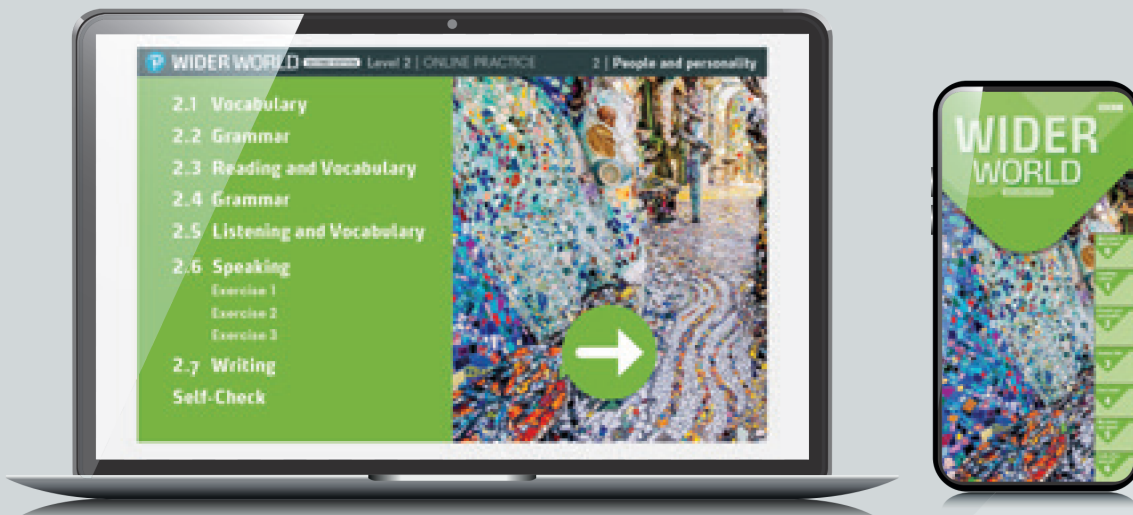 WIDER WORLD SECOND EDITION Level 2 | ONLINE PRACTICE 2 | People and personality
2.1 Vocabulary
2.2 Grammar
2.3 Reading and Vocabulary
2.4 Grammar
2.5 Listening and Vocabulary
2.6 Speaking
Exercise 1
Exercise 2
Exercise 3
2.7 Writing
Self-Check
WIDER
WORLD